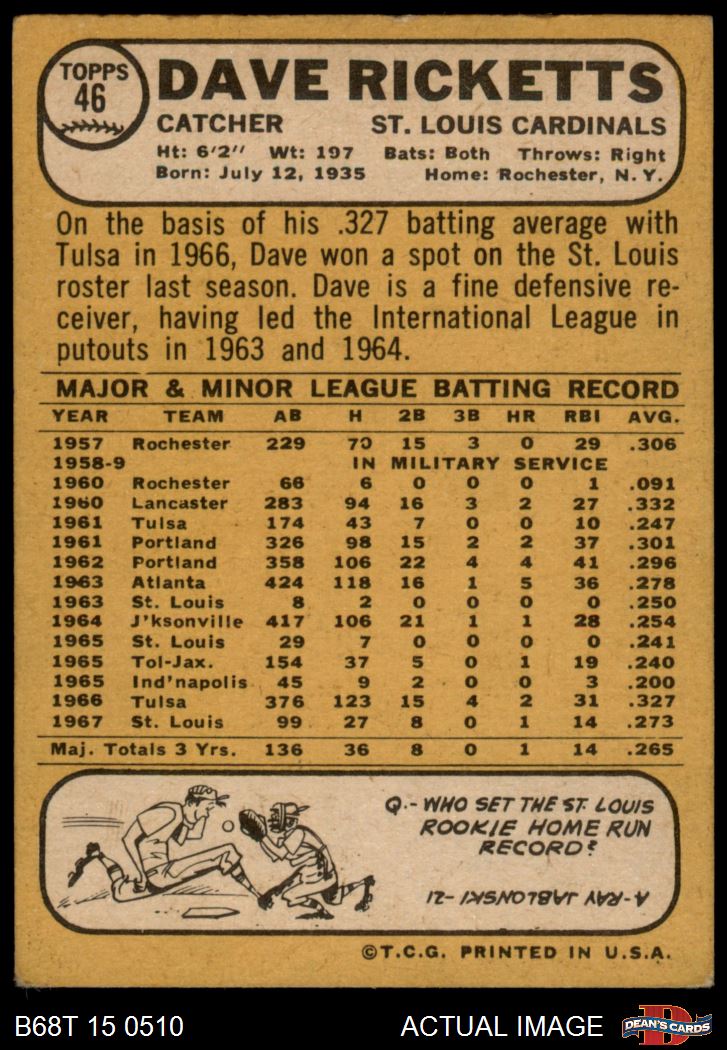 TOPPS
46
DAVE RICKETTS
CATCHER ST. LOUIS CARDINALS
Ht: 6'2" Wt: 197 Bats: Both Throws: Right
Born: July 12, 1935 Home: Rochester, N.Y.
On the basis of his .327 batting average with
Tulsa in 1966, Dave won a spot on the St. Louis
roster last season. Dave is a fine defensive re-
ceiver, having led the International League in
putouts in 1963 and 1964.
MAJOR & MINOR LEAGUE BATTING RECORD
YEAR TEAM AB H 2B 3B HR RBI AVG.
1957 Rochester 229 70 15 3 0 29 .306
1958-9 IN MILITARY SERVICE
1960 Rochester 66 6 0 0 0 1 .091
1960 Lancaster 283 94 16 3 2 27 .332
1961 Tulsa 174 43 7 0 0 10 .247
1961 Portland 326 98 15 2 2 37 .301
1962 Portland 358 106 22 4 4 41 .296
1963 Atlanta 424 118 16 1 5 36 .278
1963 St. Louis 8 2 0 0 0 0 .250
1964 J'ksonville 417 106 21 1 1 28 .254
1965 St. Louis 29 7 0 0 0 0 .241
1965 Tol-Jax. 154 37 5 0 1 19 .240
1965 Ind'napolis 45 9 2 0 0 3 .200
1966 Tulsa 376 123 15 4 2 31 .327
1967 St. Louis 99 27 8 0 1 14 .273
Maj. Totals 3 Yrs. 136 36 8 0 1 14 .265
Q.- WHO SET THE ST. LOUIS
ROOKIE HOME RUN
RECORD?
A-RAY JABLONSKI-21
©T.C.G. PRINTED IN U.S.A.
B68T 15 0510 ACTUAL IMAGE
D
DEAN'S CARDS